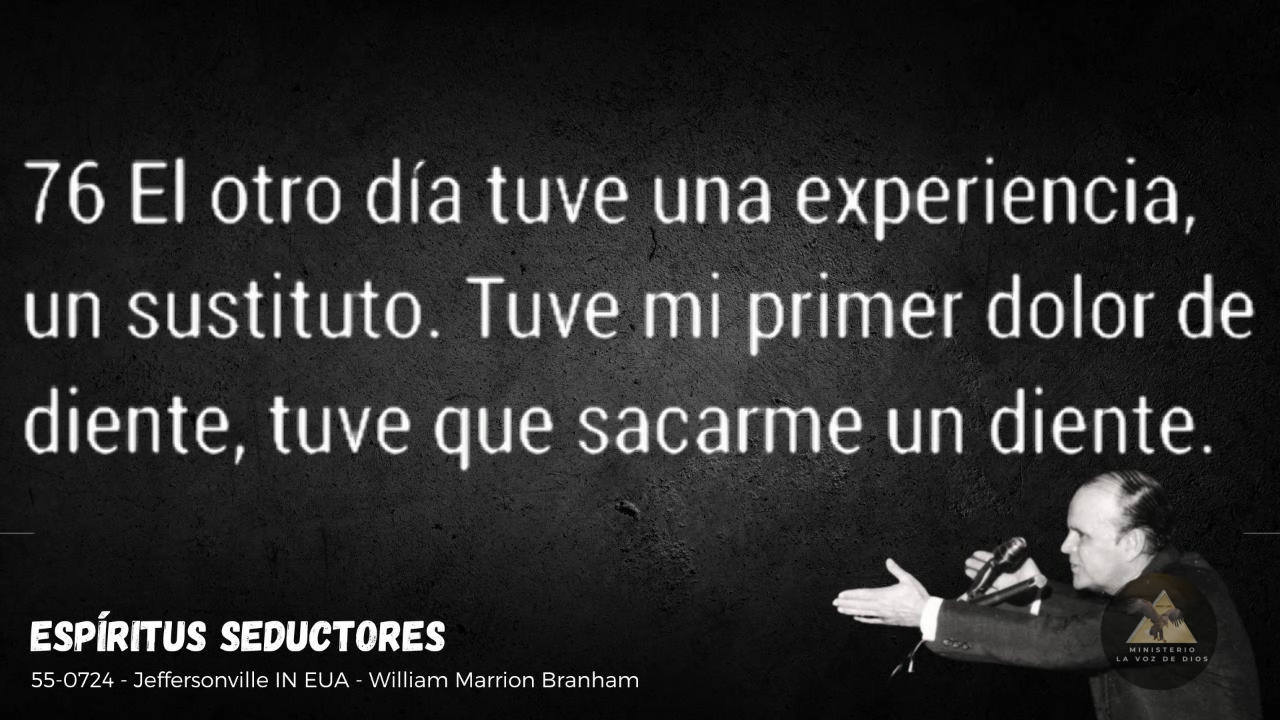 76 El otro día tuve una experiencia,
un sustituto. Tuve mi primer dolor de
diente, tuve que sacarme un diente.
ESPÍRITUS SEDUCTORES
55-0724 - Jeffersonville IN EUA - William Marrion Branham
MINISTERIO
LA VOZ DE DIOS